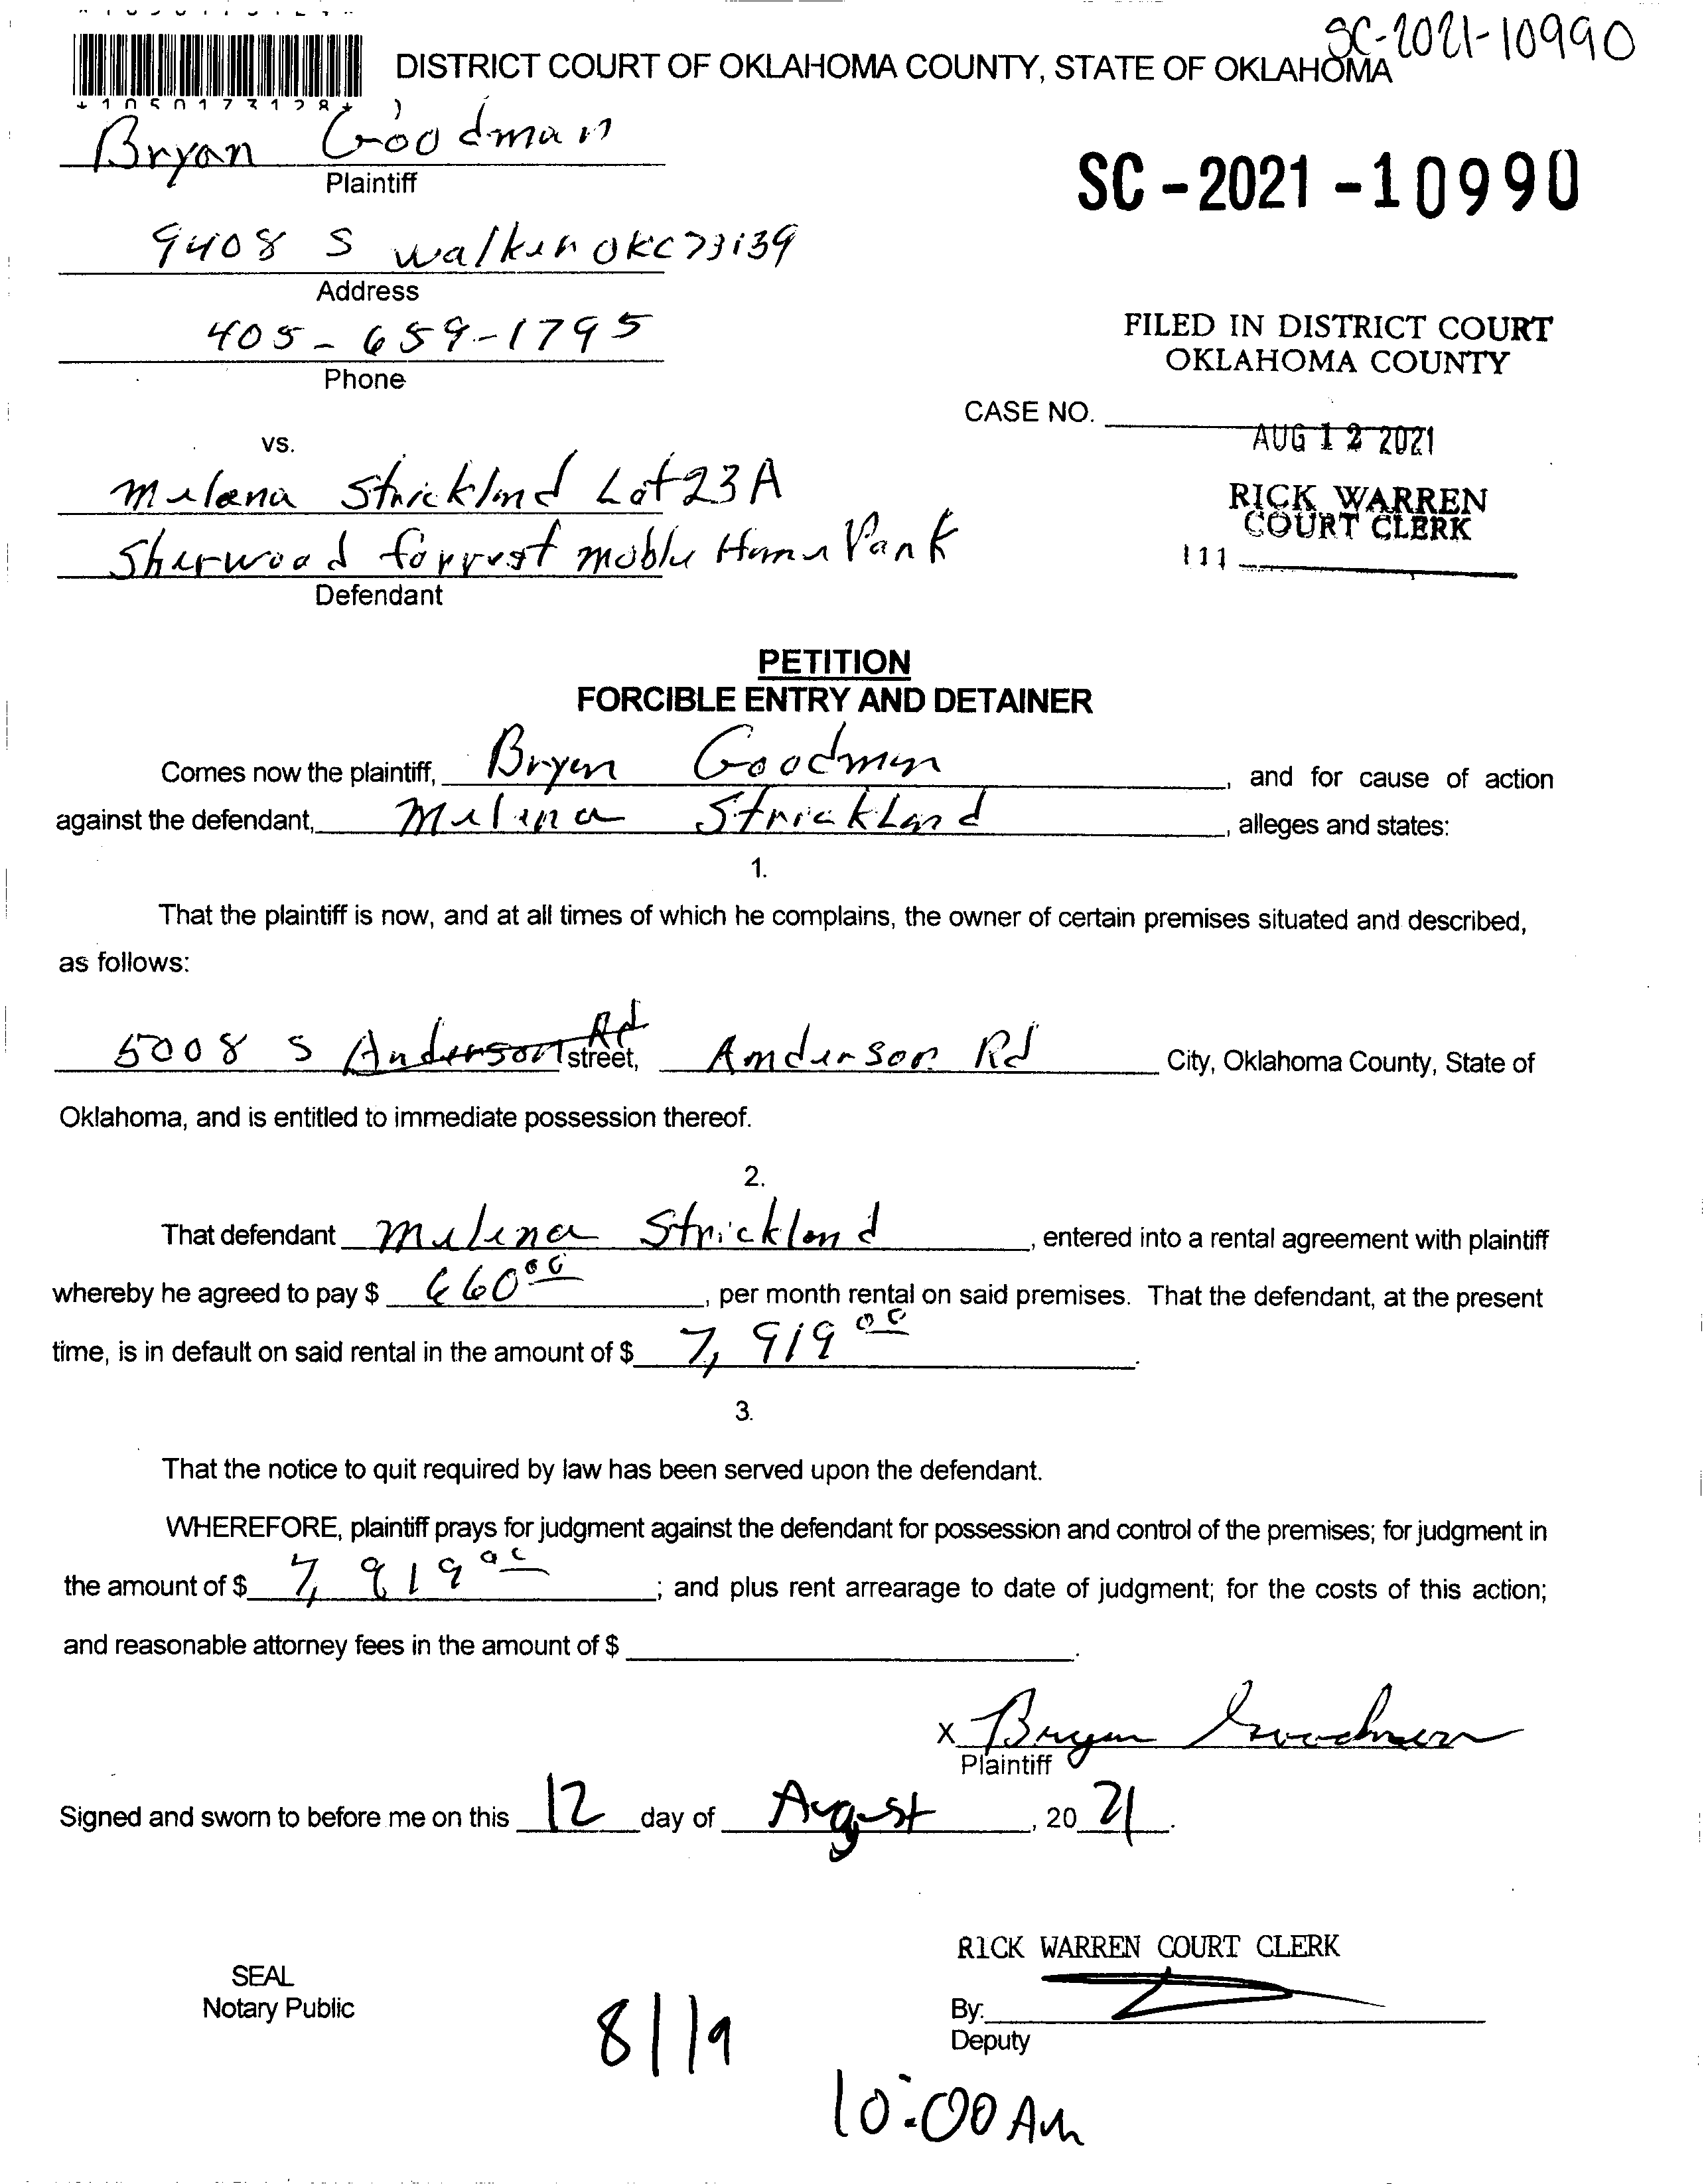 SC-2021-10990
DISTRICT COURT OF OKLAHOMA COUNTY, STATE OF OKLAHOMA
*1050173128*
Bryan Goodman
Plaintiff
SC-2021-10990
9408 S walker OKC 73139
Address
405-659-1795
Phone
FILED IN DISTRICT COURT
OKLAHOMA COUNTY
CASE NO.
AUG 12 2021
vs.
Melena Strickland Lot 23A
RICK WARREN
COURT CLERK
Sherwood forrest moble Home Park
111
Defendant
PETITION
FORCIBLE ENTRY AND DETAINER
Comes now the plaintiff, Bryan Goodman, and for cause of action
against the defendant, Melena Strickland, alleges and states:
1.
That the plaintiff is now, and at all times of which he complains, the owner of certain premises situated and described,
as follows:
5008 S Anderson Rd street, Anderson Rd City, Oklahoma County, State of
Oklahoma, and is entitled to immediate possession thereof.
2.
That defendant Melena Strickland, entered into a rental agreement with plaintiff
whereby he agreed to pay $ 660.00, per month rental on said premises. That the defendant, at the present
time, is in default on said rental in the amount of $ 7,919 00.
3.
That the notice to quit required by law has been served upon the defendant.
WHEREFORE, plaintiff prays for judgment against the defendant for possession and control of the premises; for judgment in
the amount of $ 7,919 00; and plus rent arrearage to date of judgment; for the costs of this action;
and reasonable attorney fees in the amount of $ .
X Bryan Goodman
Plaintiff
Signed and sworn to before me on this 12 day of August, 20 21.
RICK WARREN COURT CLERK
SEAL
Notary Public
By:
Deputy
8/19
10:00 AM